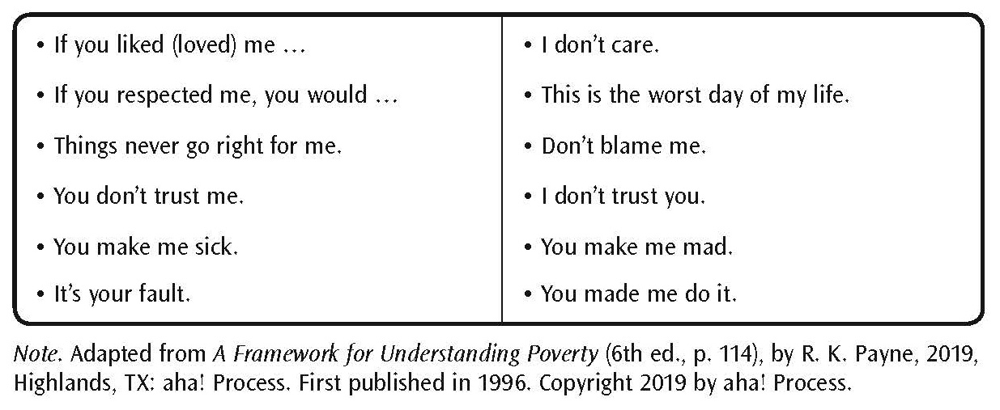 • If you liked (loved) me …
• If you respected me, you would …
• Things never go right for me.
• You don’t trust me.
• You make me sick.
• It’s your fault.
• I don’t care.
• This is the worst day of my life.
• Don’t blame me.
• I don’t trust you.
• You make me mad.
• You made me do it.
Note. Adapted from A Framework for Understanding Poverty (6th ed., p. 114), by R. K. Payne, 2019,
Highlands, TX: aha! Process. First published in 1996. Copyright 2019 by aha! Process.